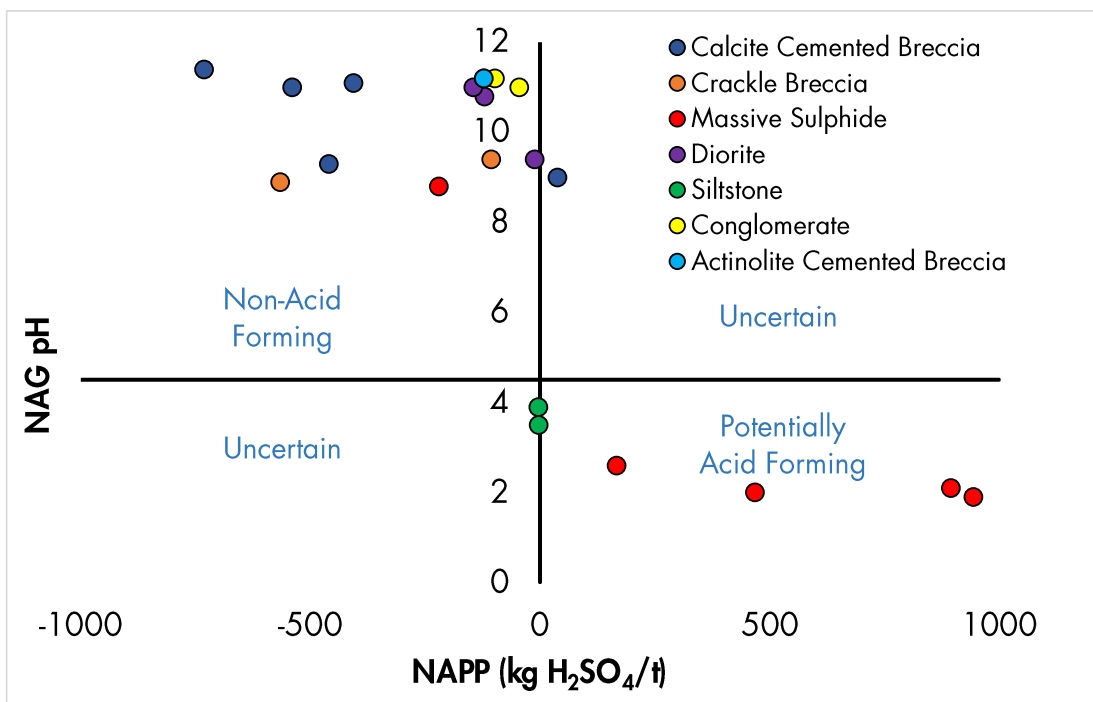 12
10
8
6
4
2
0
Calcite Cemented Breccia
Crackle Breccia
Massive Sulphide
Diorite
Siltstone
Conglomerate
Actinolite Cemented Breccia
Non-Acid
Forming
Uncertain
Uncertain
Potentially
Acid Forming
NAG pH
-1000
-500
0
500
1000
NAPP (kg H₂SO₄/t)